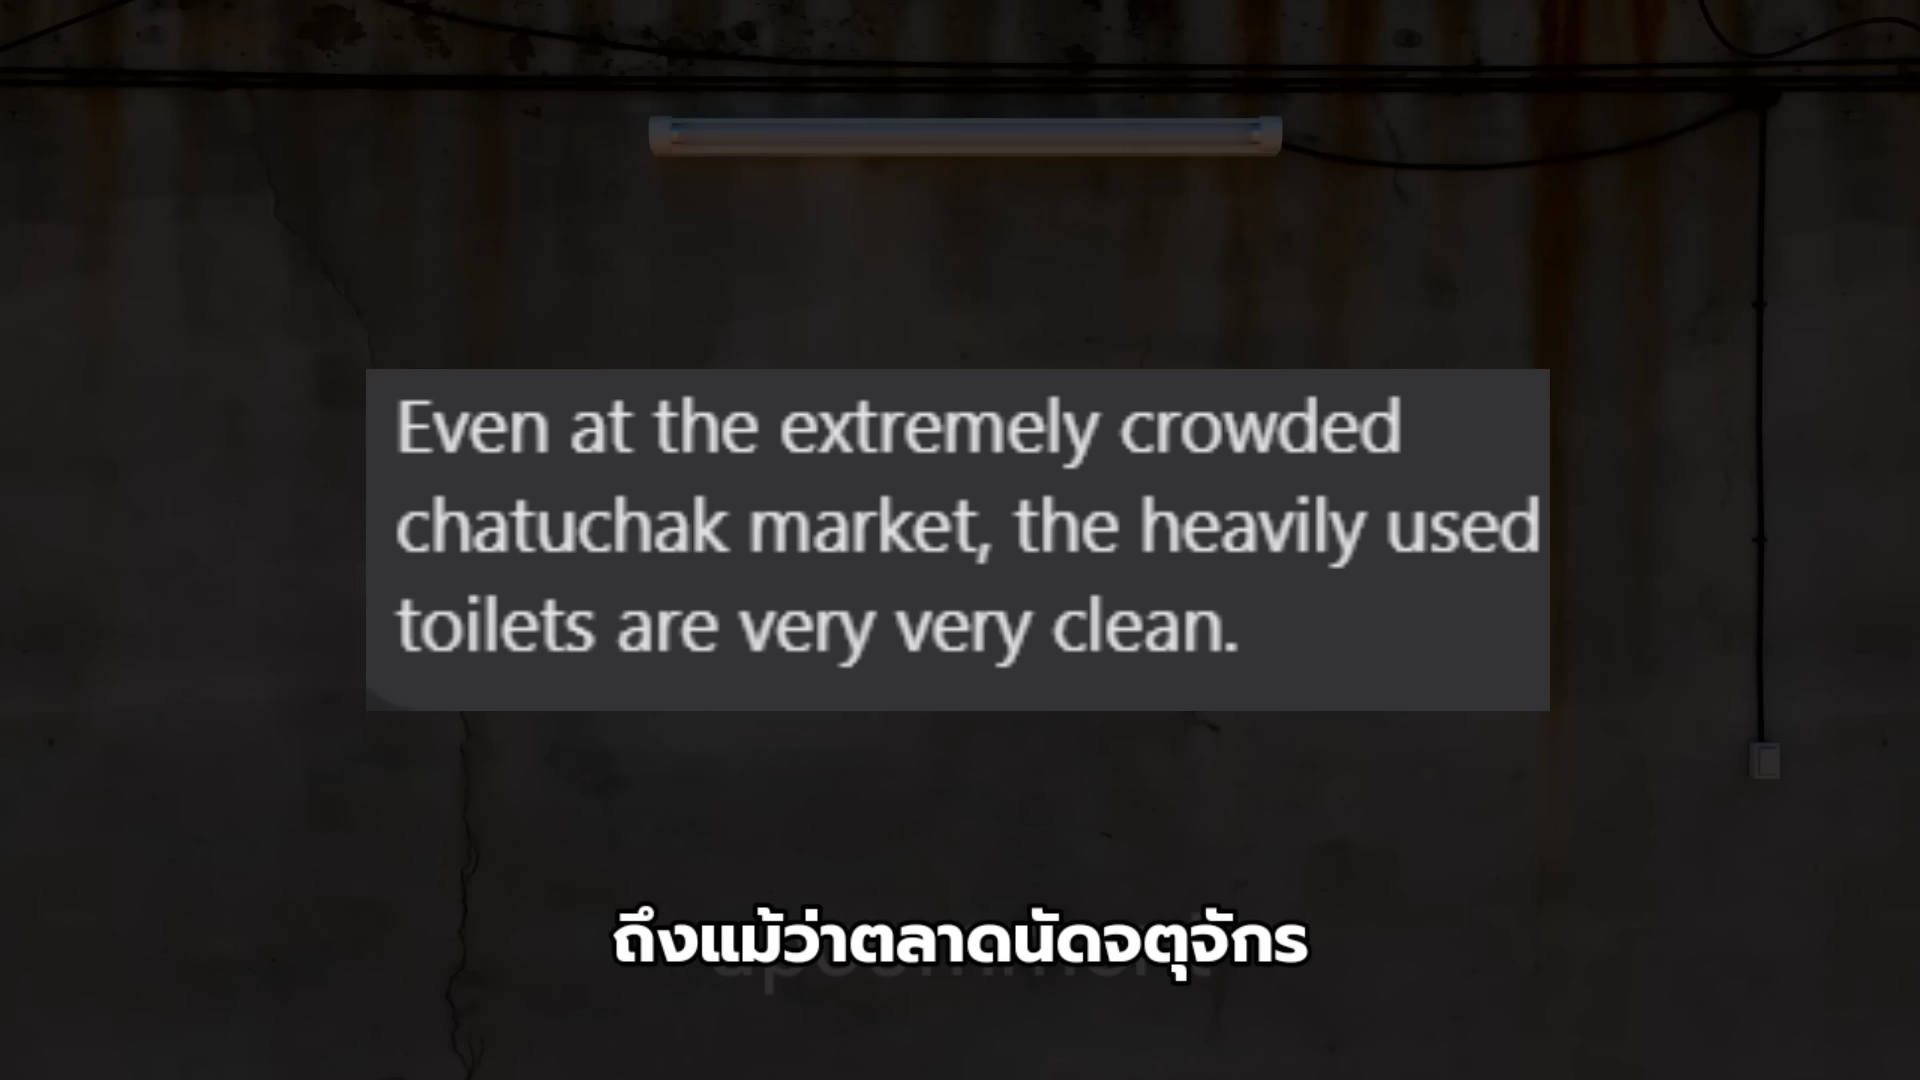 Even at the extremely crowded
chatuchak market, the heavily used
toilets are very very clean.
ถึงแม้ว่าตลาดนัดจตุจักร